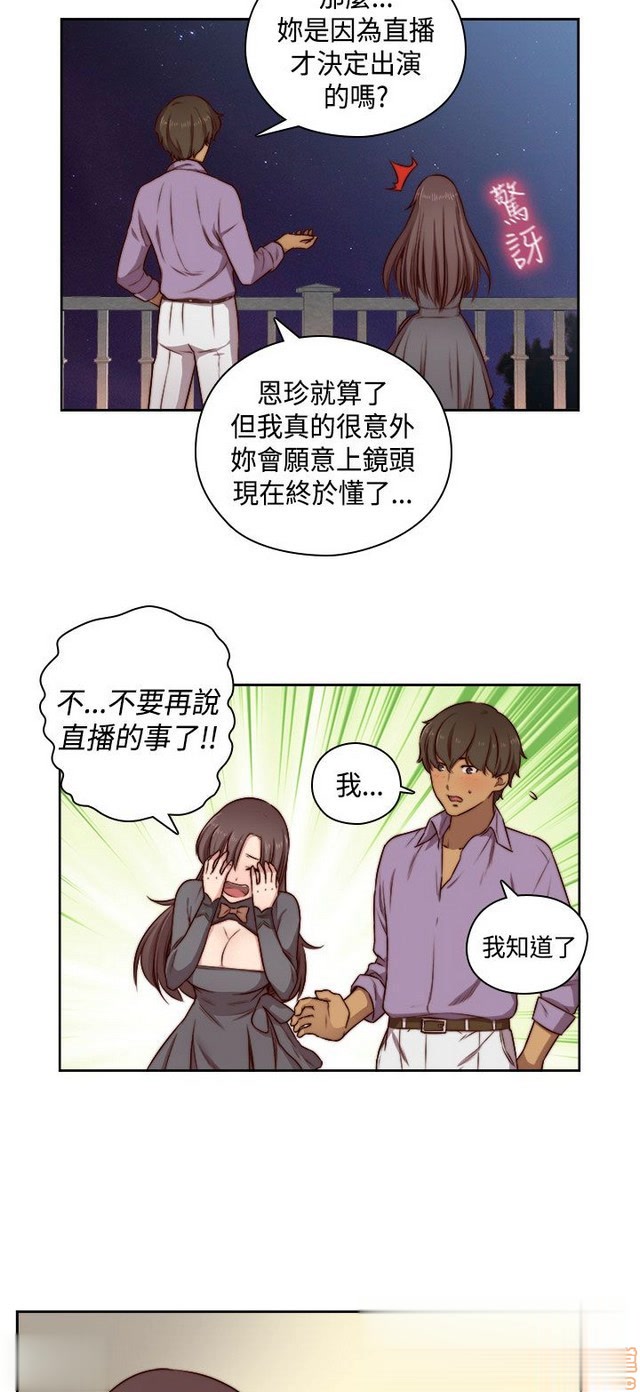 那麼...
妳是因為直播
才決定出演
的嗎?
驚訝
恩珍就算了
但我真的很意外
妳會願意上鏡頭
現在終於懂了...
不...不要再說
直播的事了!!
我...
我知道了